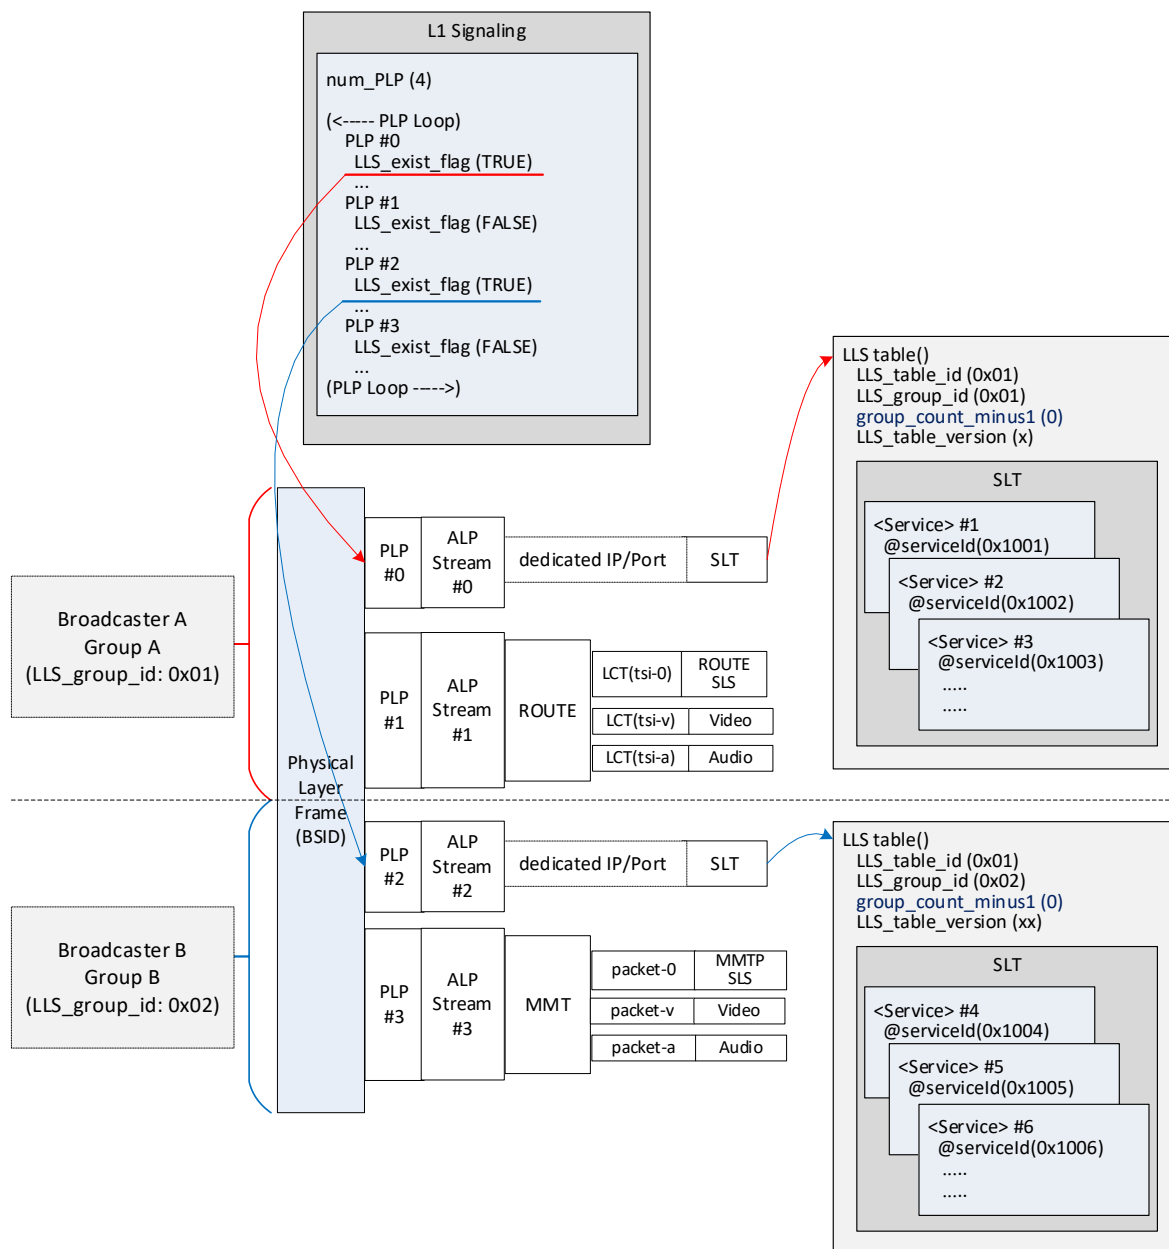 L1 Signaling
num_PLP (4)
(<----- PLP Loop)
PLP #0
LLS_exist_flag (TRUE)
...
PLP #1
LLS_exist_flag (FALSE)
...
PLP #2
LLS_exist_flag (TRUE)
...
PLP #3
LLS_exist_flag (FALSE)
...
(PLP Loop ----->)
Broadcaster A
Group A
(LLS_group_id: 0x01)
Broadcaster B
Group B
(LLS_group_id: 0x02)
Physical
Layer
Frame
(BSID)
PLP
#0
ALP
Stream
#0
dedicated IP/Port
SLT
PLP
#1
ALP
Stream
#1
ROUTE
LCT(tsi-0)
ROUTE
SLS
LCT(tsi-v)
Video
LCT(tsi-a)
Audio
PLP
#2
ALP
Stream
#2
dedicated IP/Port
SLT
PLP
#3
ALP
Stream
#3
MMT
packet-0
MMTP
SLS
packet-v
Video
packet-a
Audio
LLS table()
LLS_table_id (0x01)
LLS_group_id (0x01)
group_count_minus1 (0)
LLS_table_version (x)
SLT
<Service> #1
@serviceId(0x1001)
<Service> #2
@serviceId(0x1002)
<Service> #3
@serviceId(0x1003)
.....
.....
LLS table()
LLS_table_id (0x01)
LLS_group_id (0x02)
group_count_minus1 (0)
LLS_table_version (xx)
SLT
<Service> #4
@serviceId(0x1004)
<Service> #5
@serviceId(0x1005)
<Service> #6
@serviceId(0x1006)
.....
.....